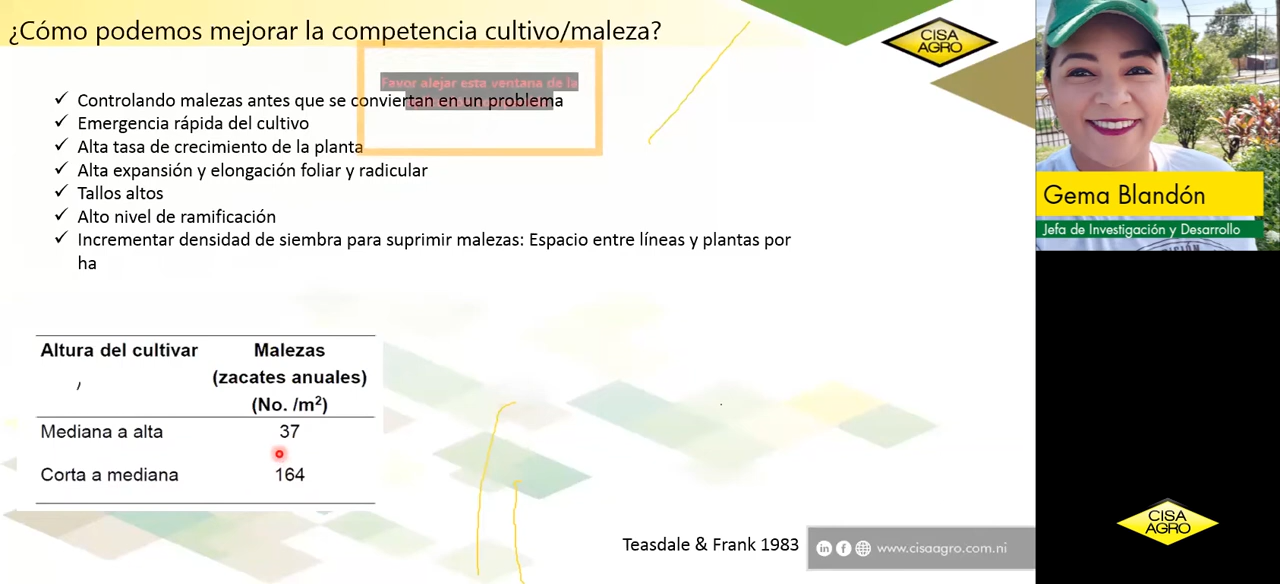 ¿Cómo podemos mejorar la competencia cultivo/maleza?
CISA
AGRO
Favor alejar esta ventana de la
✓ Controlando malezas antes que se conviertan en un problema
✓ Emergencia rápida del cultivo
✓ Alta tasa de crecimiento de la planta
✓ Alta expansión y elongación foliar y radicular
✓ Tallos altos
✓ Alto nivel de ramificación
✓ Incrementar densidad de siembra para suprimir malezas: Espacio entre líneas y plantas por
ha
Gema Blandón
Jefa de Investigación y Desarrollo
Altura del cultivar Malezas
(zacates anuales)
(No. /m²)
Mediana a alta 37
Corta a mediana 164
Teasdale & Frank 1983
www.cisaagro.com.ni
CISA
AGRO